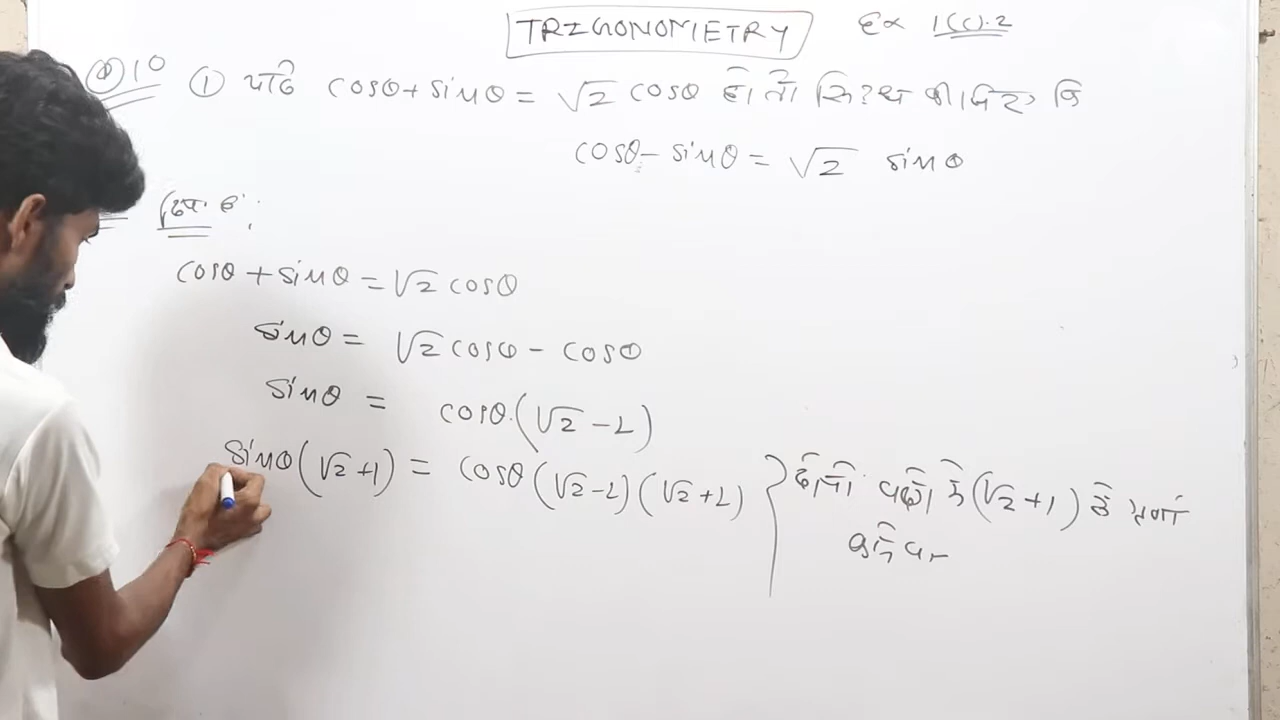 TRIGONOMETRY Ex 1(c).2
10 ① यदि cosθ + sinθ = √2 cosθ हो तो सिद्ध कीजिए कि
cosθ - sinθ = √2 sinθ
दिया है:
cosθ + sinθ = √2 cosθ
sinθ = √2 cosθ - cosθ
sinθ = cosθ.(√2 - 1)
sinθ(√2 + 1) = cosθ(√2 - 1)(√2 + 1) } दोनों पक्षों में (√2 + 1) से गुणा
करने पर